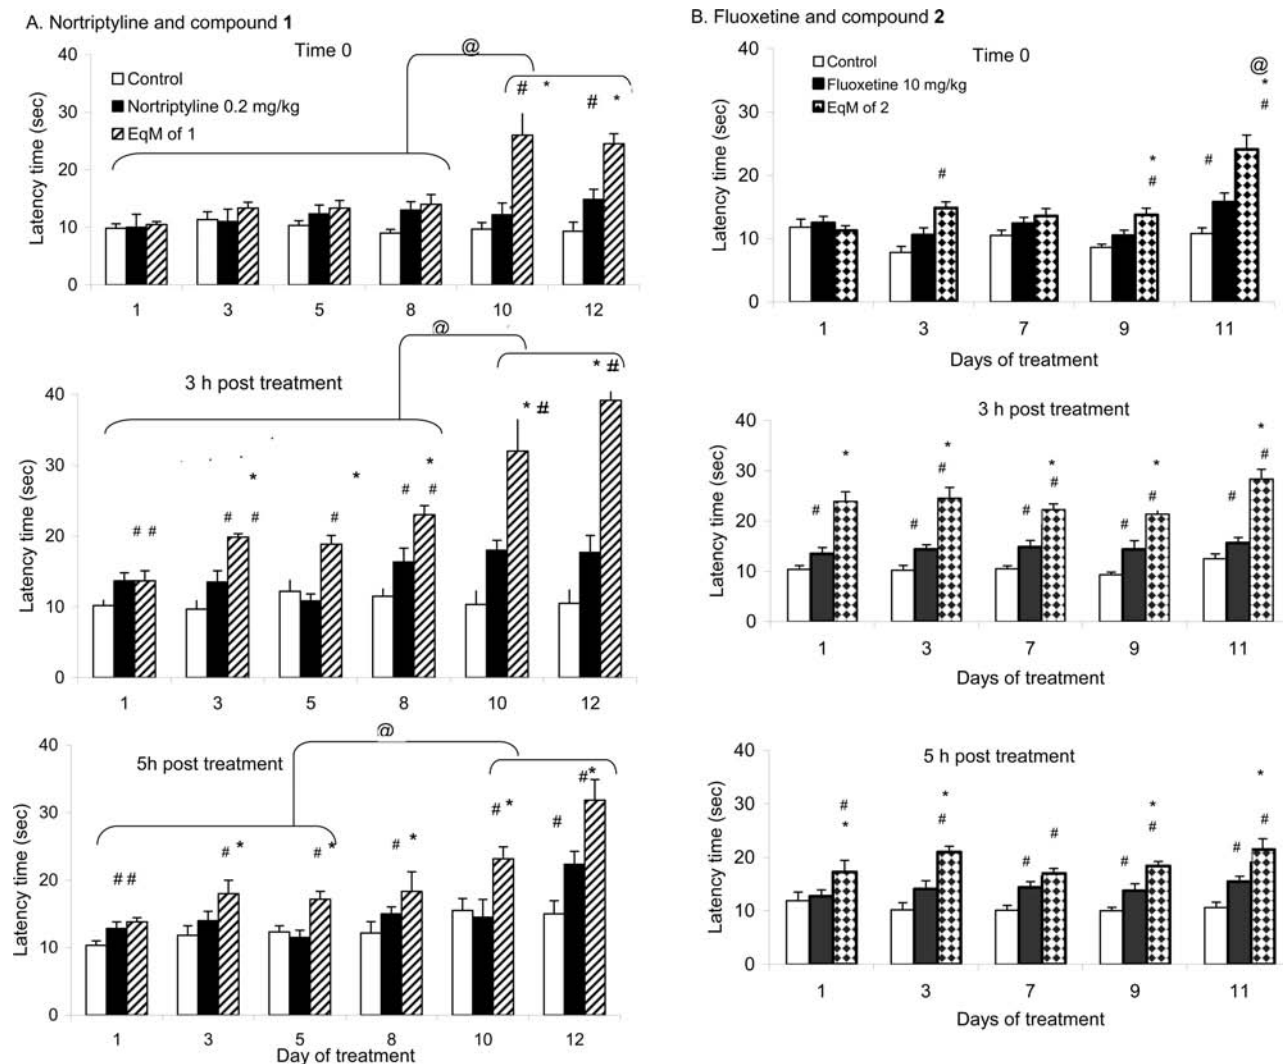 A. Nortriptyline and compound 1
Time 0
@
Control
Nortriptyline 0.2 mg/kg
EqM of 1
# *
# *
Latency time (sec)
40
30
20
10
0
1 3 5 8 10 12
@
3 h post treatment
* #
* #
*
*
*
# #
# #
#
# #
Latency time (sec)
40
30
20
10
0
1 3 5 8 10 12
@
5h post treatment
#*
# *
#
# *
# *
# *
# #
Latency time (sec)
40
30
20
10
0
1 3 5 8 10 12
Day of treatment
B. Fluoxetine and compound 2
Time 0
Control
Fluoxetine 10 mg/kg
EqM of 2
@
*
#
*
#
#
#
Latency time (sec)
40
30
20
10
0
1 3 7 9 11
Days of treatment
3 h post treatment
*
*
*
*
*
#
# #
# #
# #
# #
Latency time (sec)
40
30
20
10
0
1 3 7 9 11
Days of treatment
5 h post treatment
#
*
*
#
# #
*
# #
*
# #
Latency time (sec)
40
30
20
10
0
1 3 7 9 11
Days of treatment